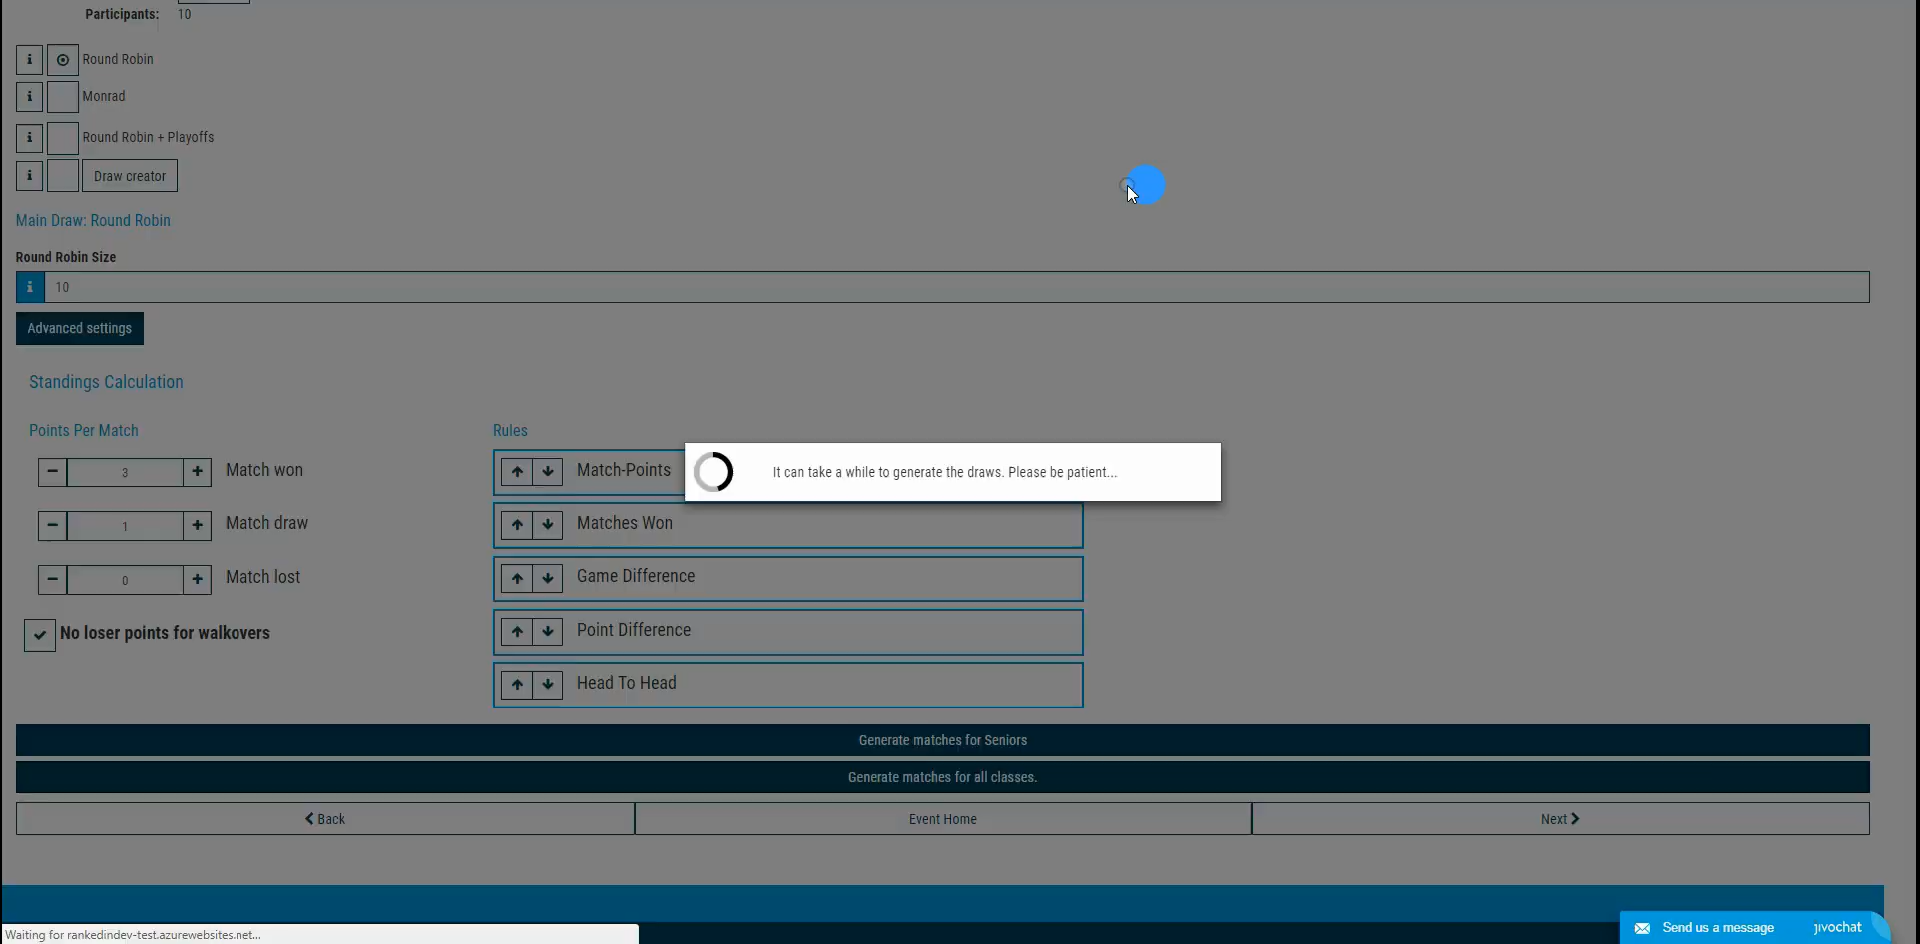 Participants: 10
Round Robin
Monrad
Round Robin + Playoffs
Draw creator
Main Draw: Round Robin
Round Robin Size
10
Advanced settings
Standings Calculation
Points Per Match
Rules
3 Match won
Match-Points
It can take a while to generate the draws. Please be patient...
1 Match draw
Matches Won
0 Match lost
Game Difference
No loser points for walkovers
Point Difference
Head To Head
Generate matches for Seniors
Generate matches for all classes.
Back
Event Home
Next
Waiting for rankedindev-test.azurewebsites.net...
Send us a message
jivochat